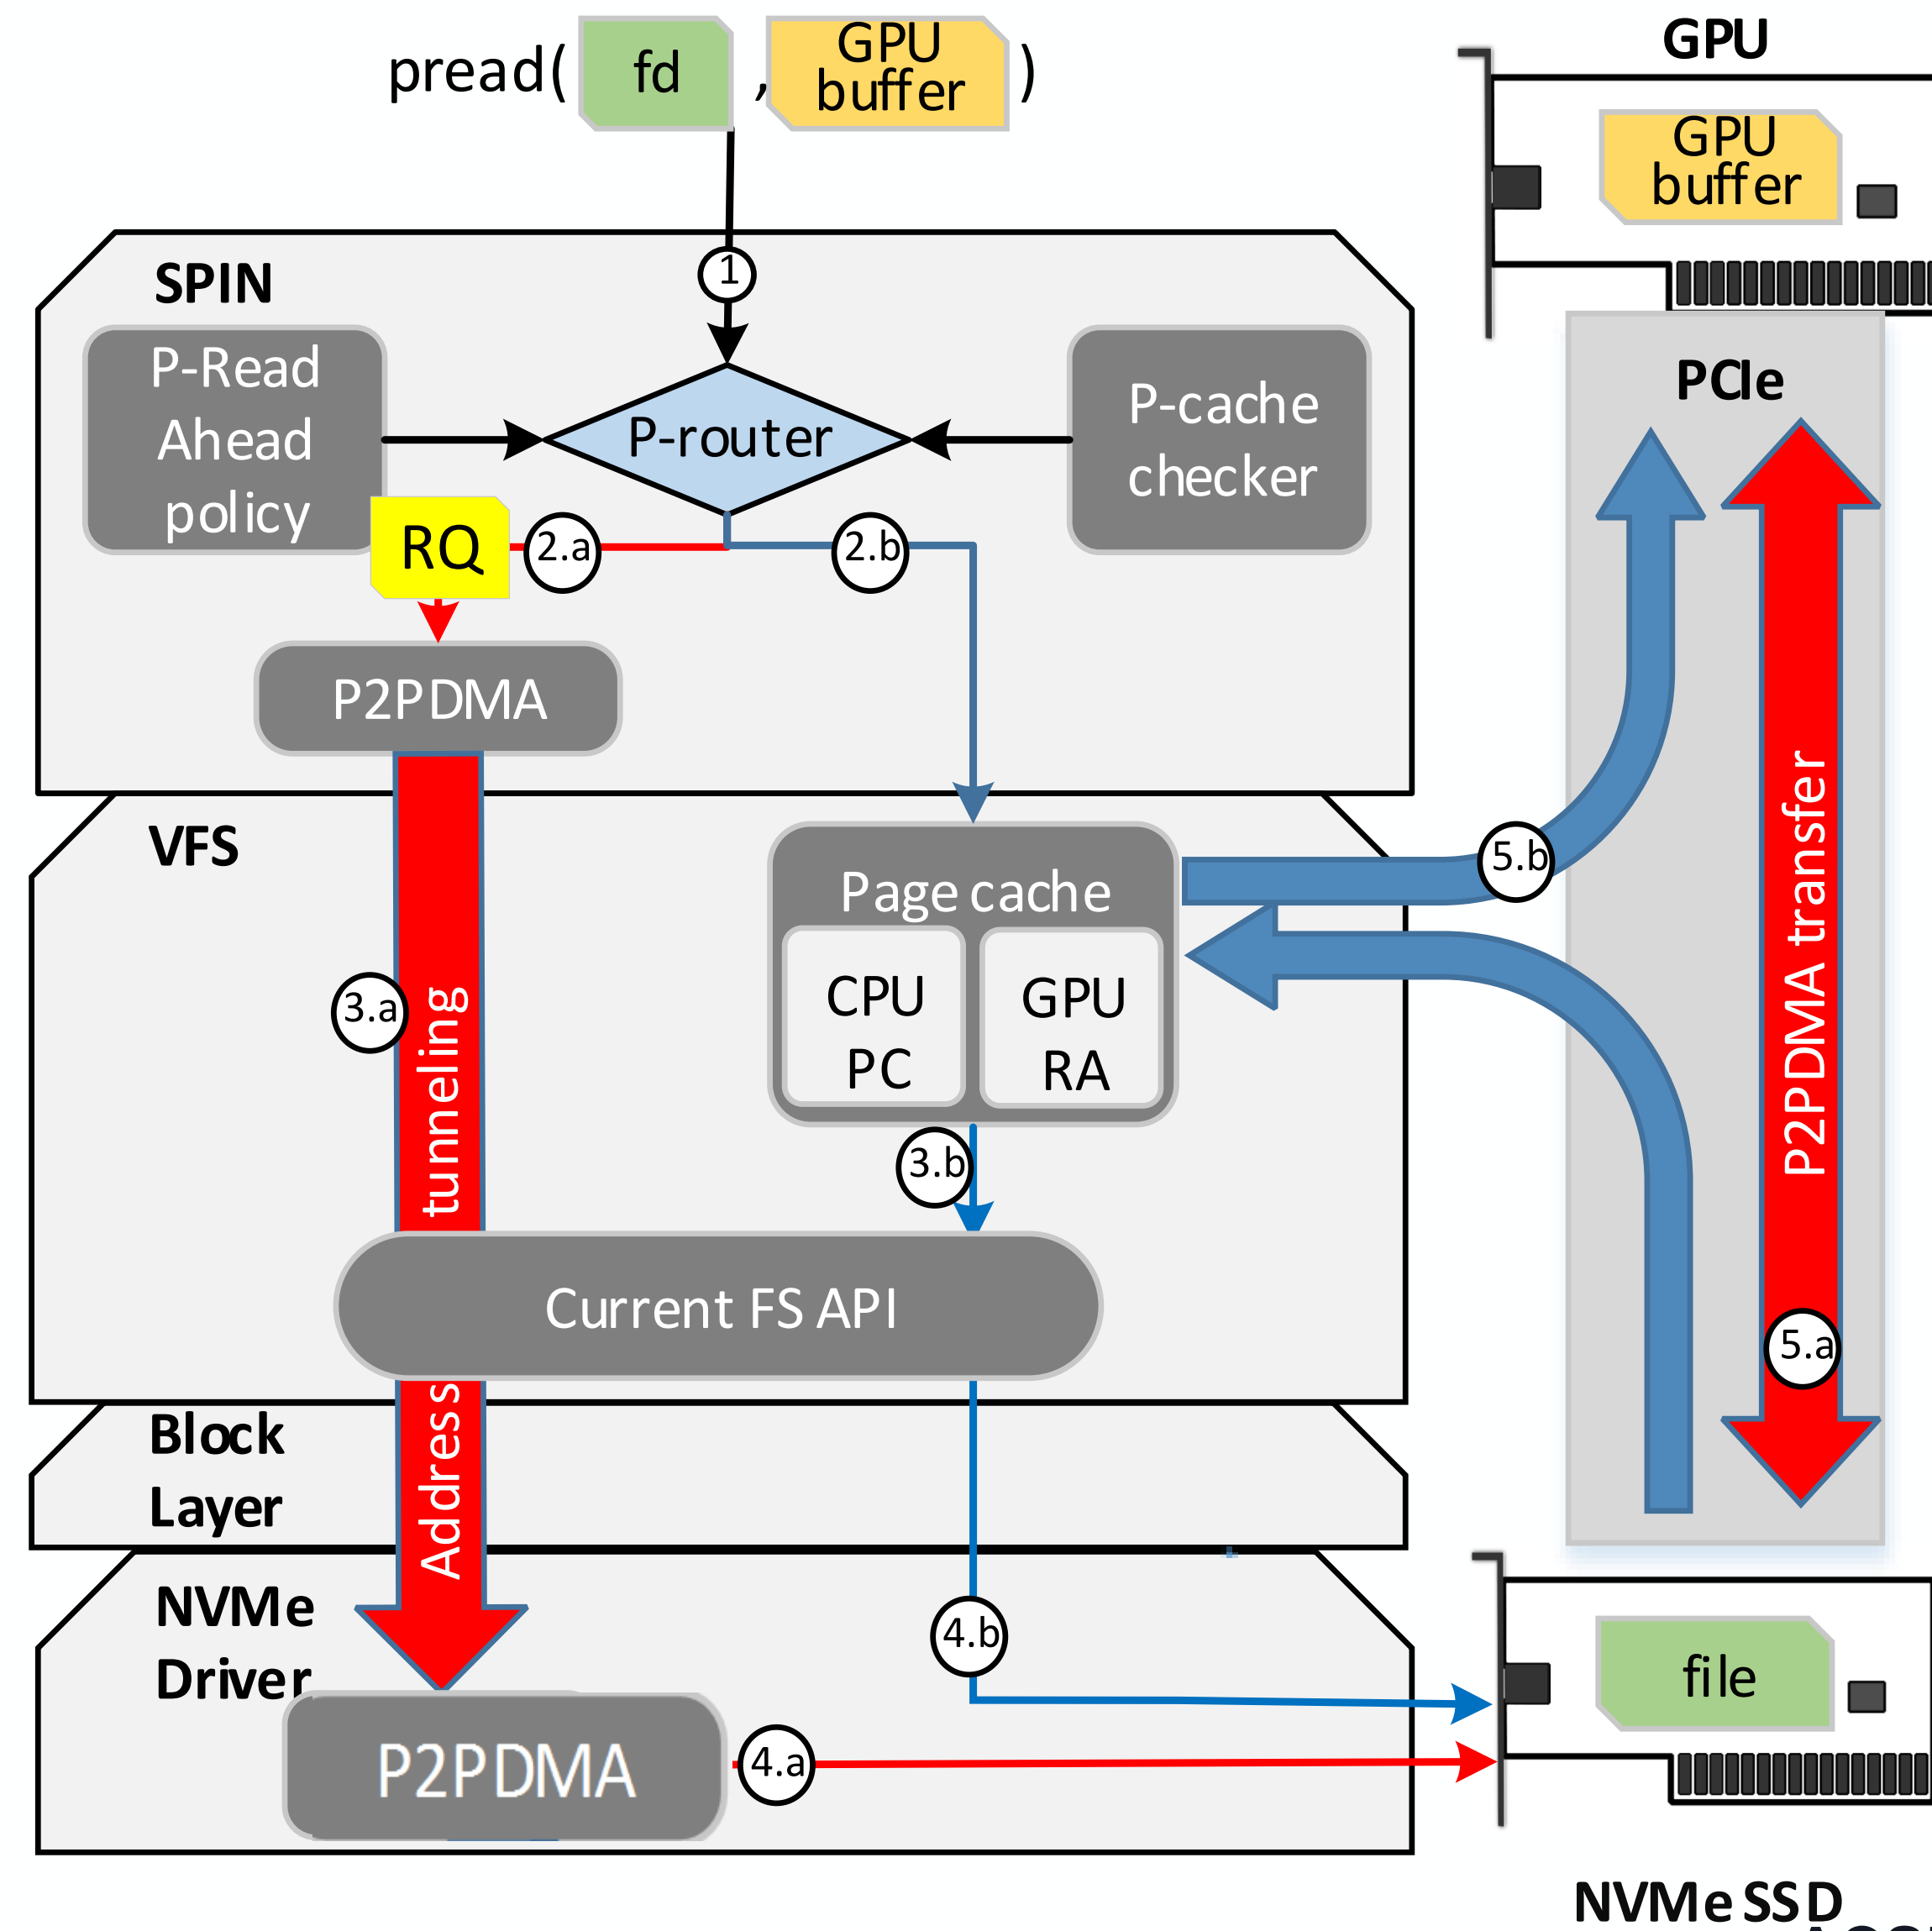 pread( fd , GPU buffer )
GPU
GPU
buffer
SPIN
1
P-Read
Ahead
policy
P-router
P-cache
checker
PCIe
RQ
2.a
2.b
P2PDMA
VFS
Page cache
CPU
PC
GPU
RA
5.b
P2PDMA transfer
3.a
Address tunneling
3.b
Current FS API
5.a
Block
Layer
NVMe
Driver
4.b
file
P2PDMA
4.a
NVMe SSD